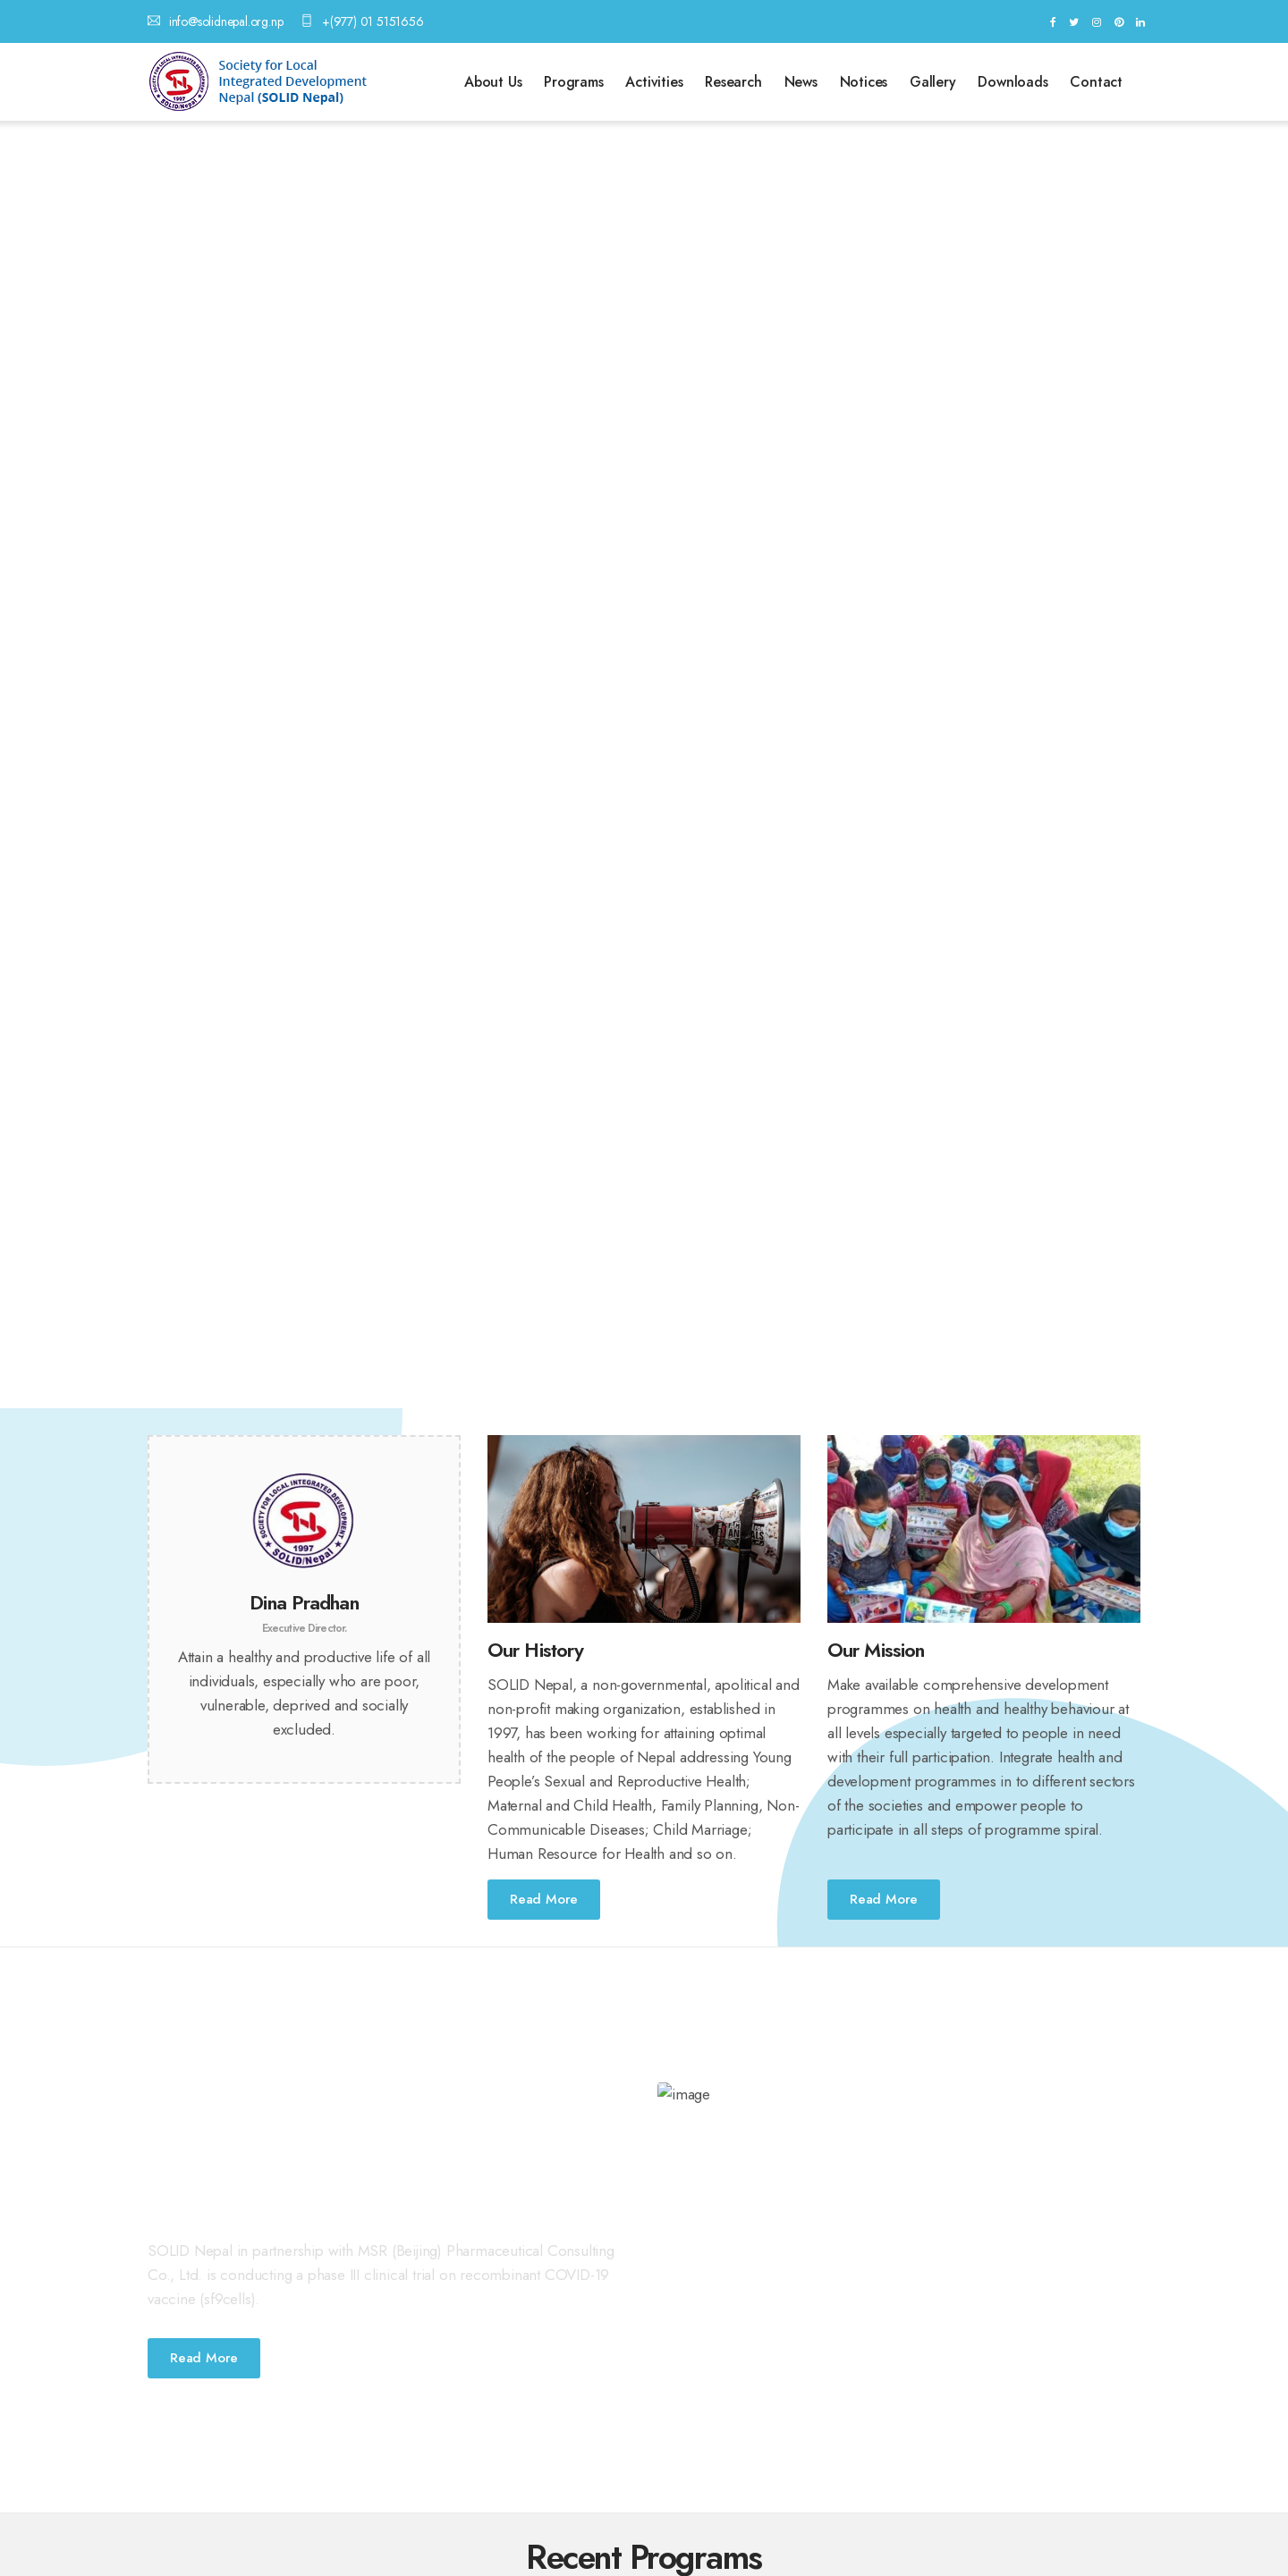 info@solidnepal.org.np +(977) 01 5151656
Society for Local
Integrated Development
Nepal (SOLID Nepal)
About Us Programs Activities Research News Notices Gallery Downloads Contact
SOCIETY FOR LOCAL INTEGRATED DEVELOPMENT
1997
SOLID/Nepal
Dina Pradhan
Executive Director.
Attain a healthy and productive life of all
individuals, especially who are poor,
vulnerable, deprived and socially
excluded.
Our History
SOLID Nepal, a non-governmental, apolitical and
non-profit making organization, established in
1997, has been working for attaining optimal
health of the people of Nepal addressing Young
People’s Sexual and Reproductive Health;
Maternal and Child Health, Family Planning, Non-
Communicable Diseases; Child Marriage;
Human Resource for Health and so on.
Read More
Our Mission
Make available comprehensive development
programmes on health and healthy behaviour at
all levels especially targeted to people in need
with their full participation. Integrate health and
development programmes in to different sectors
of the societies and empower people to
participate in all steps of programme spiral.
Read More
image
SOLID Nepal in partnership with MSR (Beijing) Pharmaceutical Consulting
Co., Ltd. is conducting a phase III clinical trial on recombinant COVID-19
vaccine (sf9cells).
Read More
Recent Programs